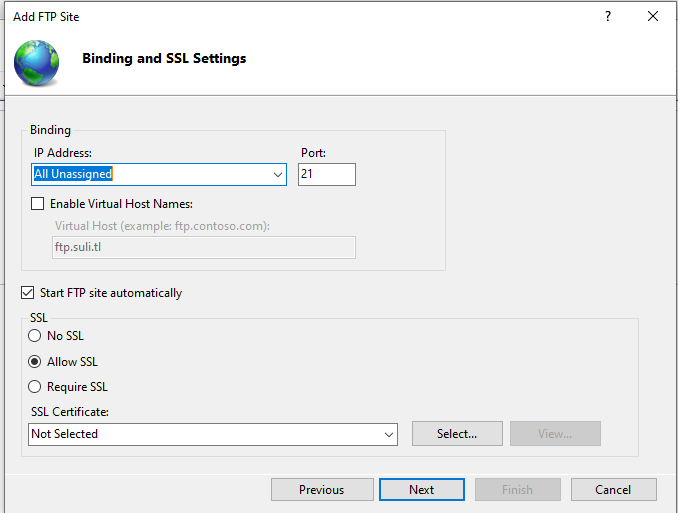 Add FTP Site
?
Binding and SSL Settings
Binding
IP Address: Port:
All Unassigned 21
Enable Virtual Host Names:
Virtual Host (example: ftp.contoso.com):
ftp.suli.tl
Start FTP site automatically
SSL
No SSL
Allow SSL
Require SSL
SSL Certificate:
Not Selected Select... View...
Previous Next Finish Cancel